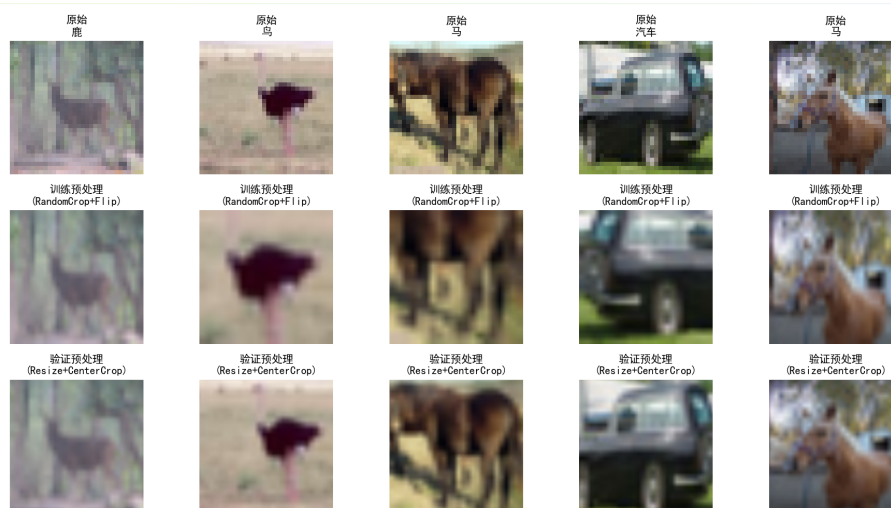 原始
鹿
原始
鸟
原始
马
原始
汽车
原始
马
训练预处理
(RandomCrop+Flip)
训练预处理
(RandomCrop+Flip)
训练预处理
(RandomCrop+Flip)
训练预处理
(RandomCrop+Flip)
训练预处理
(RandomCrop+Flip)
验证预处理
(Resize+CenterCrop)
验证预处理
(Resize+CenterCrop)
验证预处理
(Resize+CenterCrop)
验证预处理
(Resize+CenterCrop)
验证预处理
(Resize+CenterCrop)